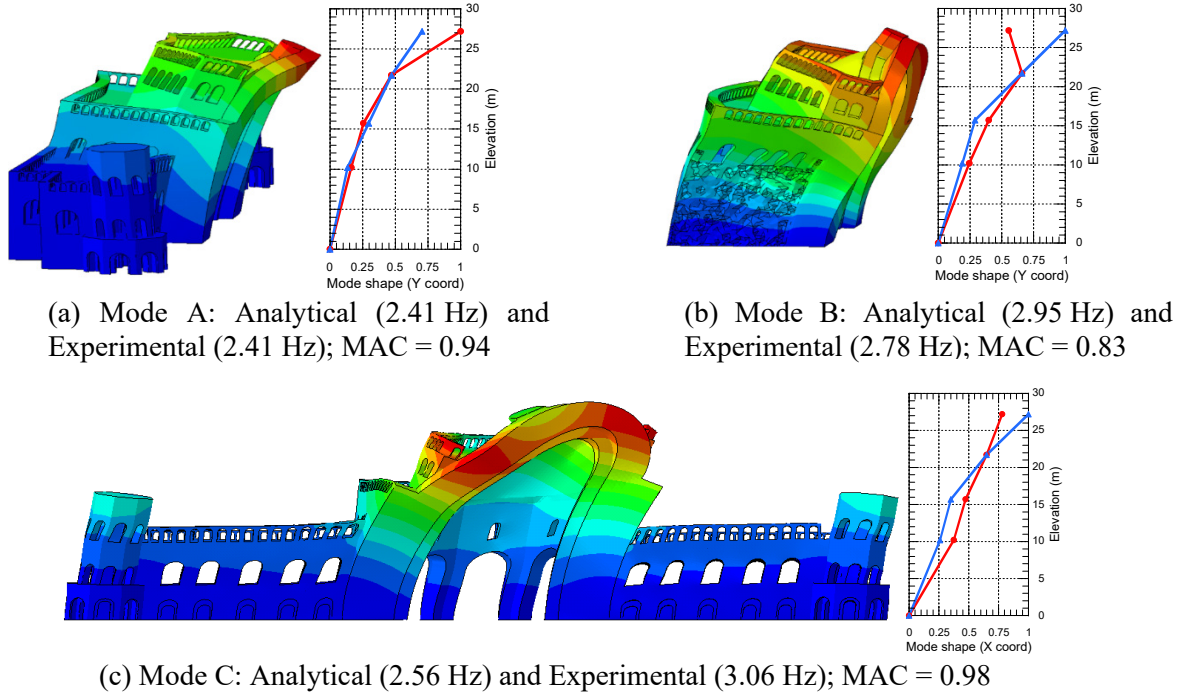 30
25
20
15
10
5
0
Elevation (m)
0 0.25 0.5 0.75 1
Mode shape (Y coord)
30
25
20
15
10
5
0
Elevation (m)
0 0.25 0.5 0.75 1
Mode shape (Y coord)
(a) Mode A: Analytical (2.41 Hz) and
Experimental (2.41 Hz); MAC = 0.94
(b) Mode B: Analytical (2.95 Hz) and
Experimental (2.78 Hz); MAC = 0.83
30
25
20
15
10
5
0
Elevation (m)
0 0.25 0.5 0.75 1
Mode shape (X coord)
(c) Mode C: Analytical (2.56 Hz) and Experimental (3.06 Hz); MAC = 0.98